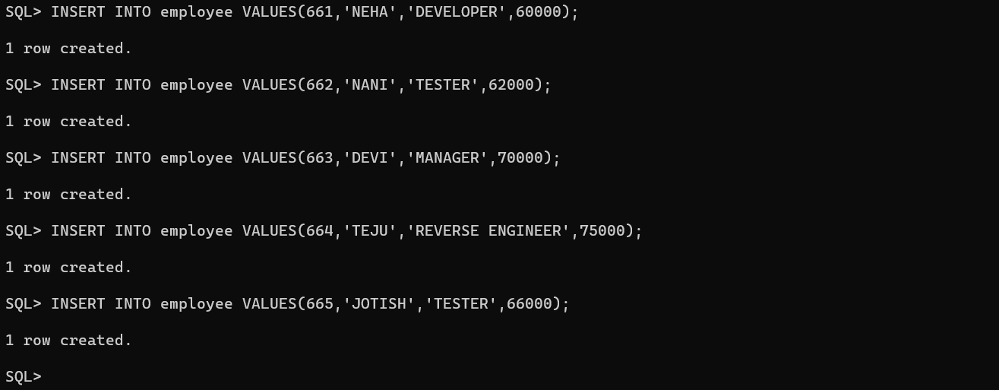 SQL> INSERT INTO employee VALUES(661,'NEHA','DEVELOPER',60000);
1 row created.
SQL> INSERT INTO employee VALUES(662,'NANI','TESTER',62000);
1 row created.
SQL> INSERT INTO employee VALUES(663,'DEVI','MANAGER',70000);
1 row created.
SQL> INSERT INTO employee VALUES(664,'TEJU','REVERSE ENGINEER',75000);
1 row created.
SQL> INSERT INTO employee VALUES(665,'JOTISH','TESTER',66000);
1 row created.
SQL>